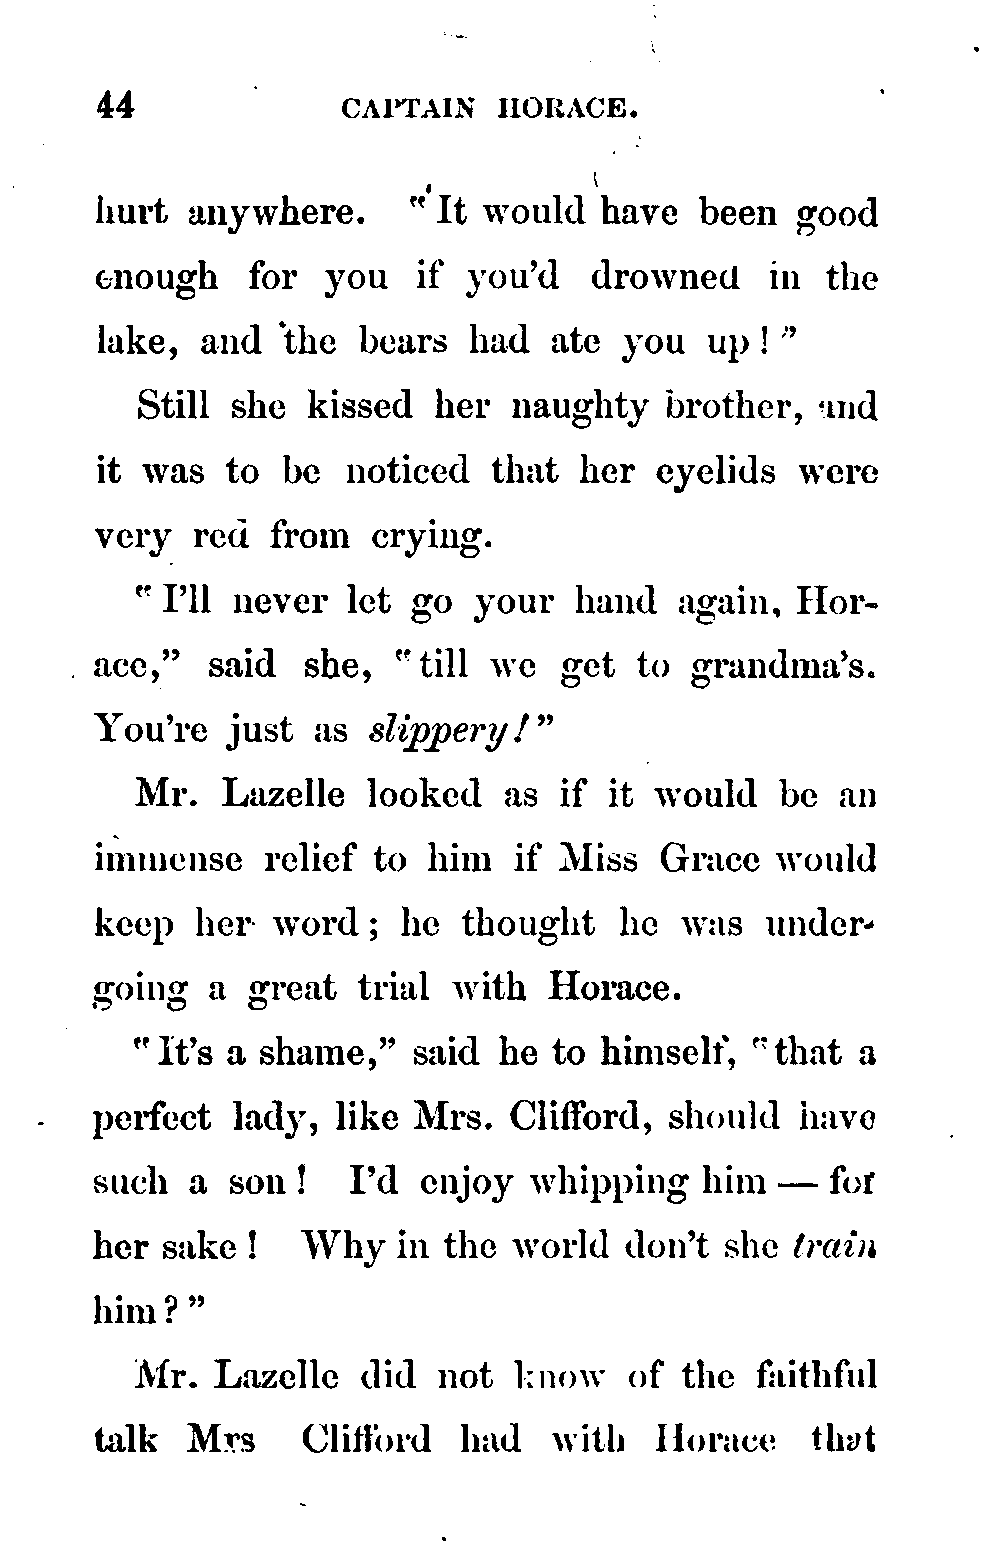 44 CAPTAIN HORACE.
hurt anywhere. "It would have been good
enough for you if you'd drowned in the
lake, and the bears had ate you up!"
Still she kissed her naughty brother, and
it was to be noticed that her eyelids were
very red from crying.
"I'll never let go your hand again, Hor-
ace," said she, "till we get to grandma's.
You're just as slippery!"
Mr. Lazelle looked as if it would be an
immense relief to him if Miss Grace would
keep her word; he thought he was under-
going a great trial with Horace.
"It's a shame," said he to himself, "that a
perfect lady, like Mrs. Clifford, should have
such a son! I'd enjoy whipping him — for
her sake! Why in the world don't she train
him?"
Mr. Lazelle did not know of the faithful
talk Mrs Clifford had with Horace that